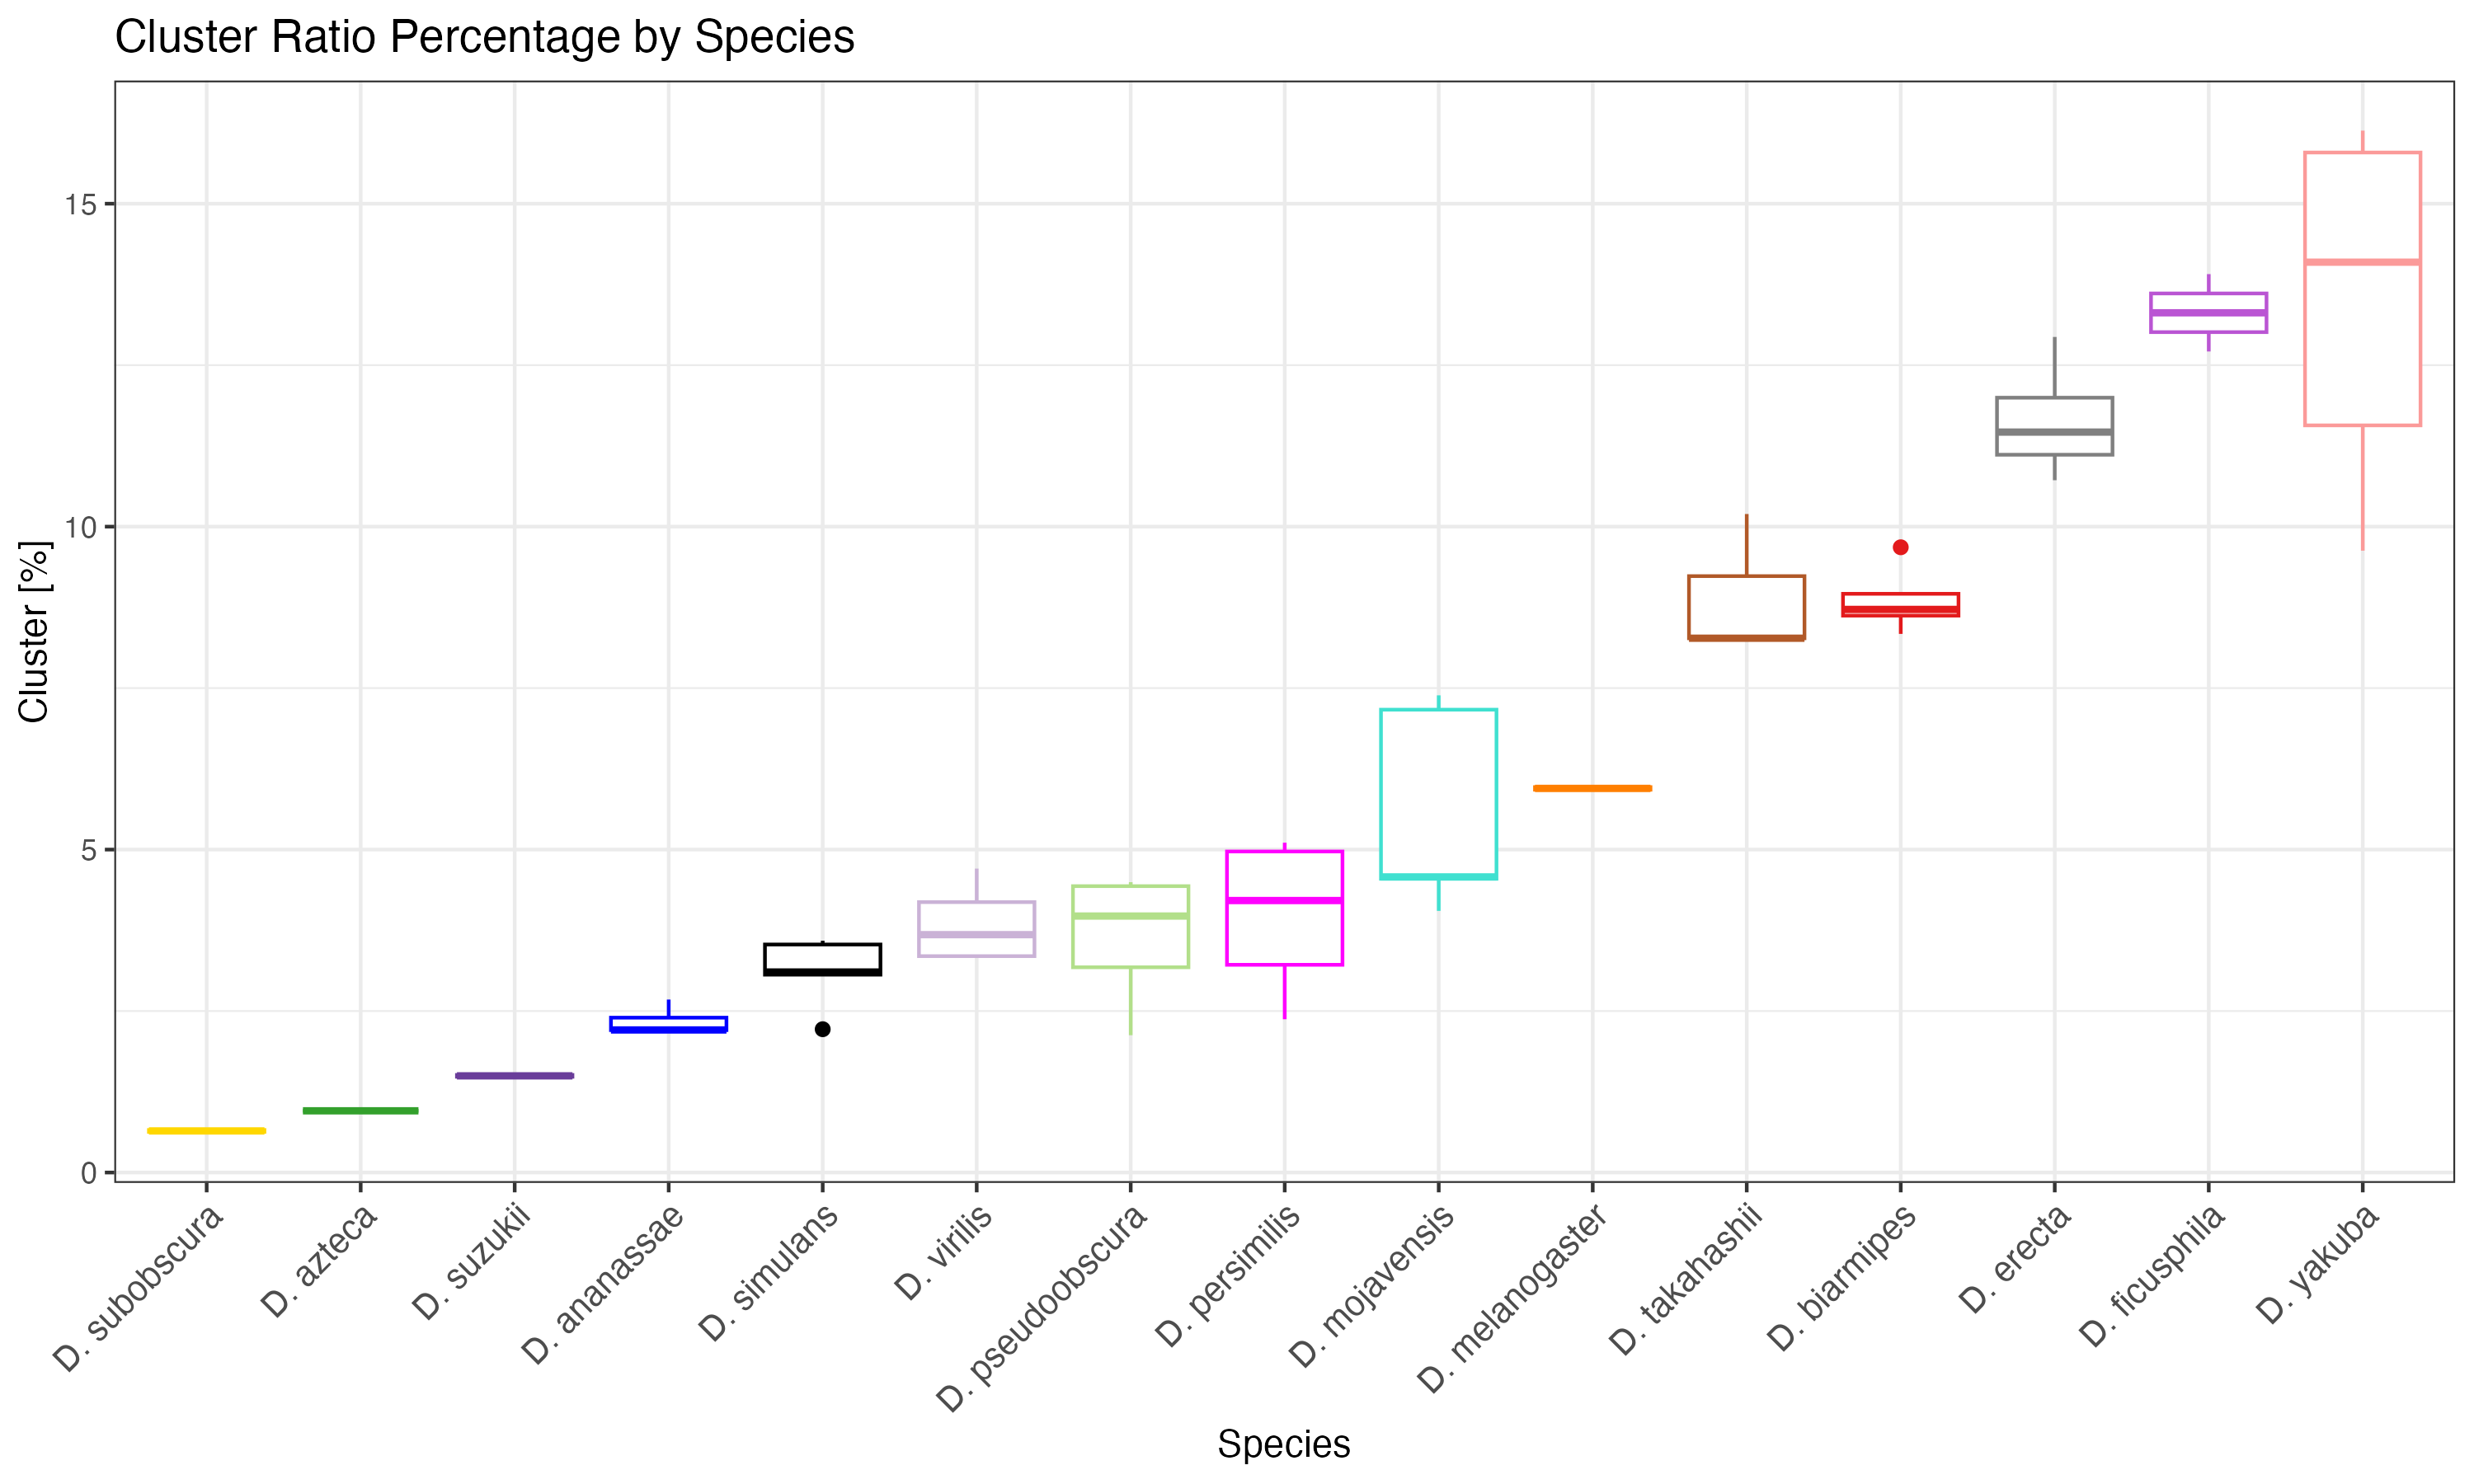 Cluster Ratio Percentage by Species
Cluster [%]
15
10
5
0
D. subobscura
D. azteca
D. suzukii
D. ananassae
D. simulans
D. virilis
D. pseudoobscura
D. persimilis
D. mojavensis
D. melanogaster
D. takahashii
D. biarmipes
D. erecta
D. ficusphila
D. yakuba
Species